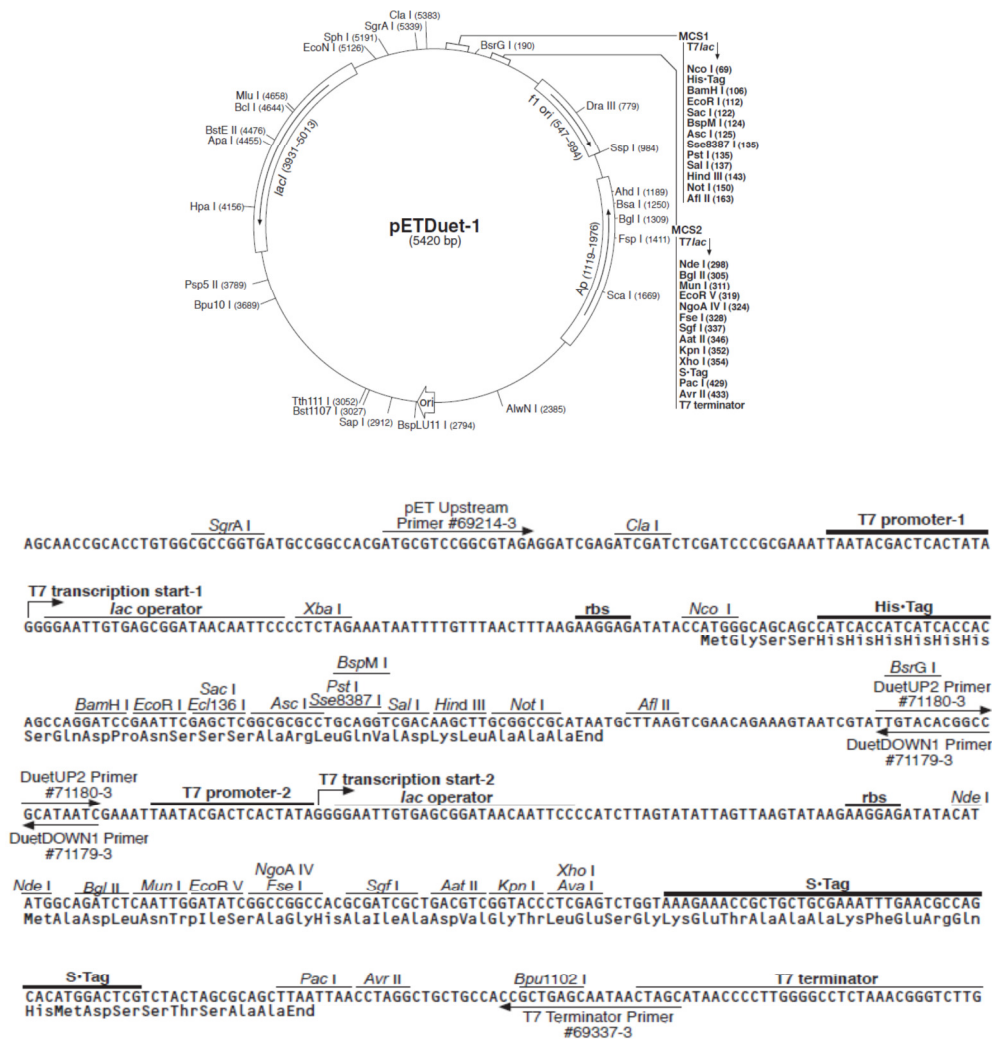 Cla I (5383)
SgrA I (5339)
Sph I (5191)
EcoN I (5126)
BsrG I (190)
Mlu I (4658)
Bcl I (4644)
BstE II (4476)
Apa I (4455)
lacI (3931–5013)
Hpa I (4156)
Psp5 II (3789)
Bpu10 I (3689)
Tth111 I (3052)
Bst1107 I (3027)
Sap I (2912)
BspLU11 I (2794)
ori
AlwN I (2385)
pETDuet-1
(5420 bp)
f1 ori (547–994)
Dra III (779)
Ssp I (984)
Ahd I (1189)
Bsa I (1250)
Bgl I (1309)
Fsp I (1411)
Ap (1119–1976)
Sca I (1669)
MCS1
T7lac
Nco I (69)
His•Tag
BamH I (106)
EcoR I (112)
Sac I (122)
BspM I (124)
Asc I (125)
Sse8387 I (135)
Pst I (135)
Sal I (137)
Hind III (143)
Not I (150)
Afl II (163)
MCS2
T7lac
Nde I (298)
Bgl II (305)
Mun I (311)
EcoR V (319)
NgoA IV I (324)
Fse I (328)
Sgf I (337)
Aat II (346)
Kpn I (352)
Xho I (354)
S•Tag
Pac I (429)
Avr II (433)
T7 terminator
SgrA I
pET Upstream
Primer #69214-3
Cla I
T7 promoter-1
AGCAACCGCACCTGTGGCGCCGGTGATGCCGGCCACGATGCGTCCGGCGTAGAGGATCGAGATCGATCTCGATCCCGCGAAATTAATACGACTCACTATA
T7 transcription start-1
lac operator
Xba I
rbs
Nco I
His•Tag
GGGGAATTGTGAGCGGATAACAATTCCCCTCTAGAAATAATTTTGTTTAACTTTAAGAAGGAGATATACCATGGGCAGCAGCCATCACCATCATCACCAC
MetGlySerSerHisHisHisHisHisHis
BspM I
Sac I
Pst I
BsrG I
BamH I EcoR I Ecl136 I Asc I Sse8387 I Sal I Hind III Not I Afl II
DuetUP2 Primer
#71180-3
AGCCAGGATCCGAATTCGAGCTCGGCGCGCCTGCAGGTCGACAAGCTTGCGGCCGCATAATGCTTAAGTCGAACAGAAAGTAATCGTATTGTACACGGCC
SerGlnAspProAsnSerSerSerAlaArgLeuGlnValAspLysLeuAlaAlaAlaEnd
DuetDOWN1 Primer
#71179-3
DuetUP2 Primer
#71180-3
T7 promoter-2
T7 transcription start-2
lac operator
rbs
Nde I
GCATAATCGAAATTAATACGACTCACTATAGGGGAATTGTGAGCGGATAACAATTCCCCATCTTAGTATATTAGTTAAGTATAAGAAGGAGATATACAT
DuetDOWN1 Primer
#71179-3
NgoA IV
Xho I
Nde I Bgl II Mun I EcoR V Fse I Sgf I Aat II Kpn I Ava I
S•Tag
ATGGCAGATCTCAATTGGATATCGGCCGGCCACGCGATCGCTGACGTCGGTACCCTCGAGTCTGGTAAAGAAACCGCTGCTGCGAAATTTGAACGCCAG
MetAlaAspLeuAsnTrpIleSerAlaGlyHisAlaIleAlaAspValGlyThrLeuGluSerGlyLysGluThrAlaAlaAlaLysPheGluArgGln
S•Tag
Pac I
Avr II
Bpu1102 I
T7 terminator
CACATGGACTCGTCTACTAGCGCAGCTTAATTAACCTAGGCTGCTGCCACCGCTGAGCAATAACTAGCATAACCCCTTGGGGCCTCTAAACGGGTCTTG
HisMetAspSerSerThrSerAlaAlaEnd
T7 Terminator Primer
#69337-3